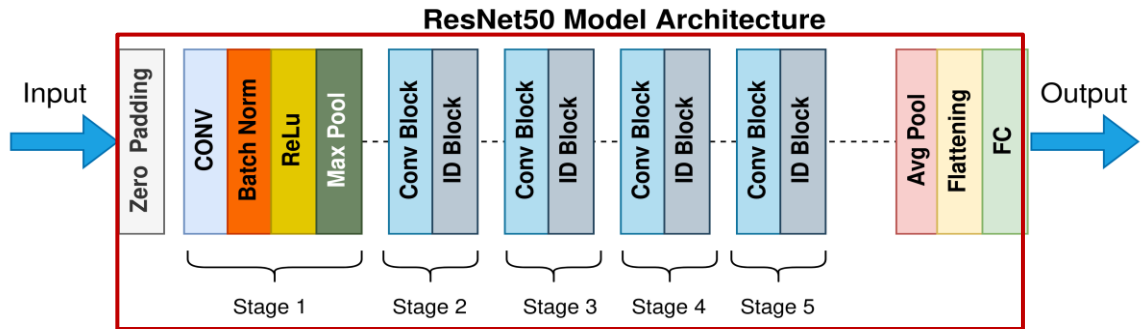 ResNet50 Model Architecture
Input
Zero Padding
CONV
Batch Norm
ReLu
Max Pool
Conv Block
ID Block
Conv Block
ID Block
Conv Block
ID Block
Conv Block
ID Block
Avg Pool
Flattening
FC
Output
Stage 1
Stage 2
Stage 3
Stage 4
Stage 5